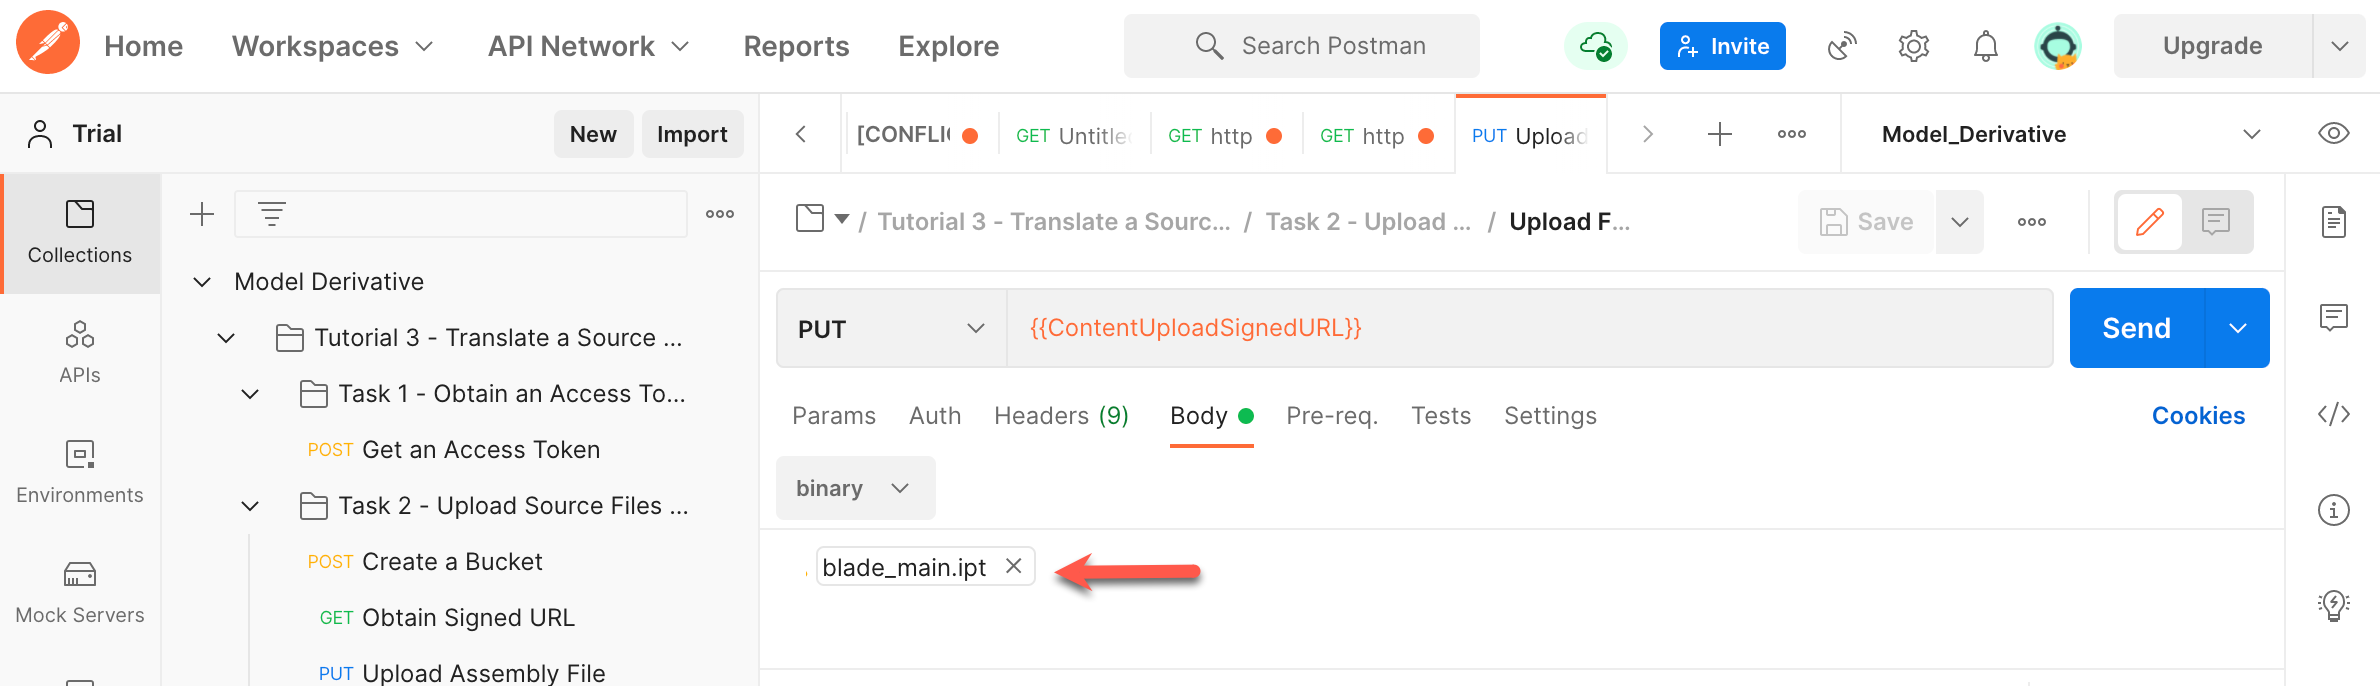 Home Workspaces API Network Reports Explore Search Postman Invite Upgrade
Trial New Import
[CONFLI GET Untitle GET http GET http PUT Upload Model_Derivative
Collections
APIs
Environments
Mock Servers
Model Derivative
Tutorial 3 - Translate a Source ...
Task 1 - Obtain an Access To...
POST Get an Access Token
Task 2 - Upload Source Files ...
POST Create a Bucket
GET Obtain Signed URL
PUT Upload Assembly File
/ Tutorial 3 - Translate a Sourc... / Task 2 - Upload ... / Upload F... Save
PUT {{ContentUploadSignedURL}} Send
Params Auth Headers (9) Body Pre-req. Tests Settings Cookies
binary
blade_main.ipt